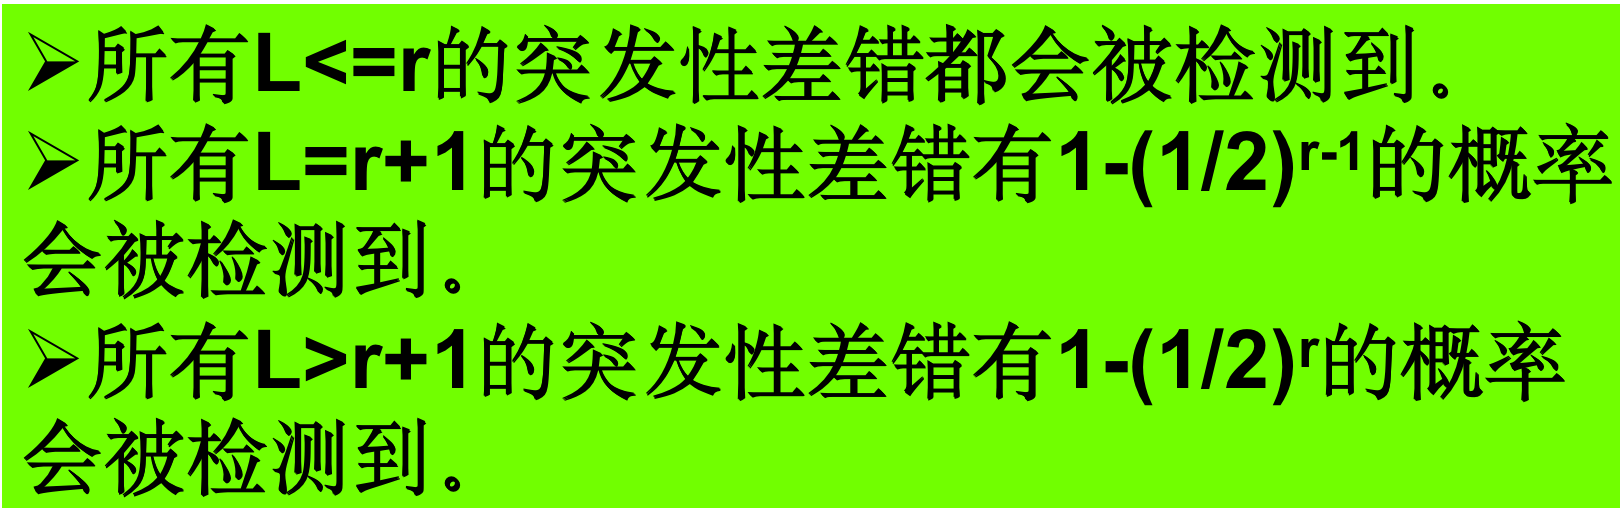 ➢所有L<=r的突发性差错都会被检测到。
➢所有L=r+1的突发性差错有1-(1/2)^{r-1}的概率
会被检测到。
➢所有L>r+1的突发性差错有1-(1/2)^{r}的概率
会被检测到。